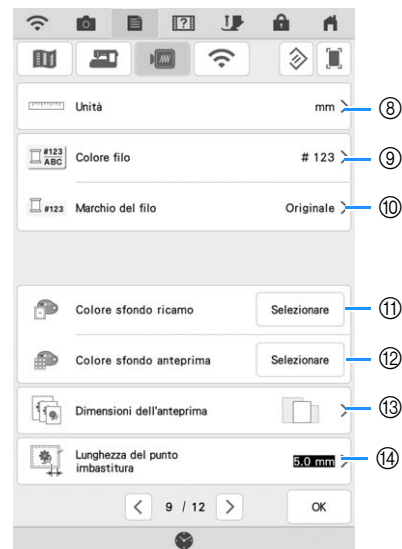 Unità mm ⑧
#123
ABC
Colore filo # 123 ⑨
#123 Marchio del filo Originale ⑩
Colore sfondo ricamo Selezionare ⑪
Colore sfondo anteprima Selezionare ⑫
Dimensioni dell'anteprima ⑬
Lunghezza del punto
imbastitura
5.0 mm ⑭
9 / 12 OK